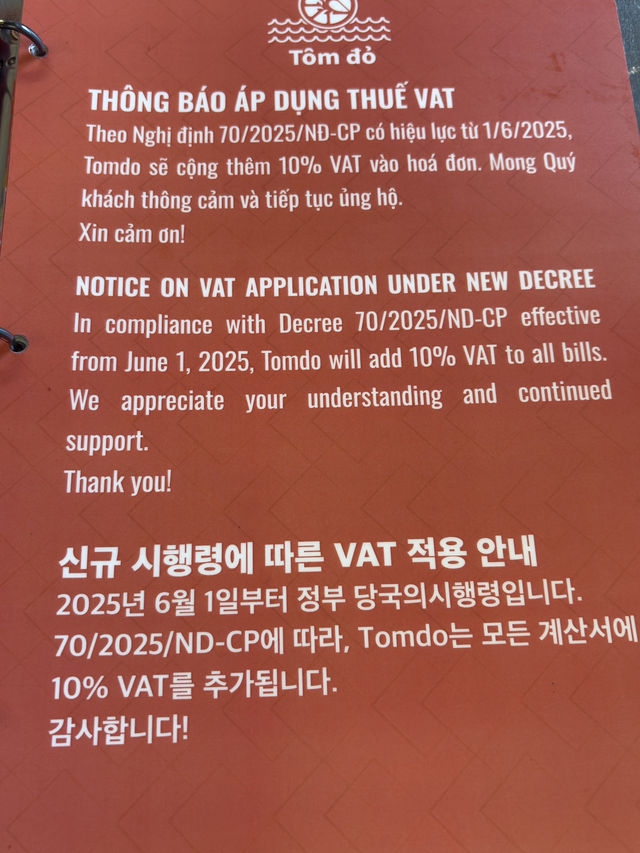 Tôm đỏ
THÔNG BÁO ÁP DỤNG THUẾ VAT
Theo Nghị định 70/2025/NĐ-CP có hiệu lực từ 1/6/2025,
Tomdo sẽ cộng thêm 10% VAT vào hoá đơn. Mong Quý
khách thông cảm và tiếp tục ủng hộ.
Xin cảm ơn!
NOTICE ON VAT APPLICATION UNDER NEW DECREE
In compliance with Decree 70/2025/ND-CP effective
from June 1, 2025, Tomdo will add 10% VAT to all bills.
We appreciate your understanding and continued
support.
Thank you!
신규 시행령에 따른 VAT 적용 안내
2025년 6월 1일부터 정부 당국의시행령입니다.
70/2025/ND-CP에 따라, Tomdo는 모든 계산서에
10% VAT를 추가됩니다.
감사합니다!